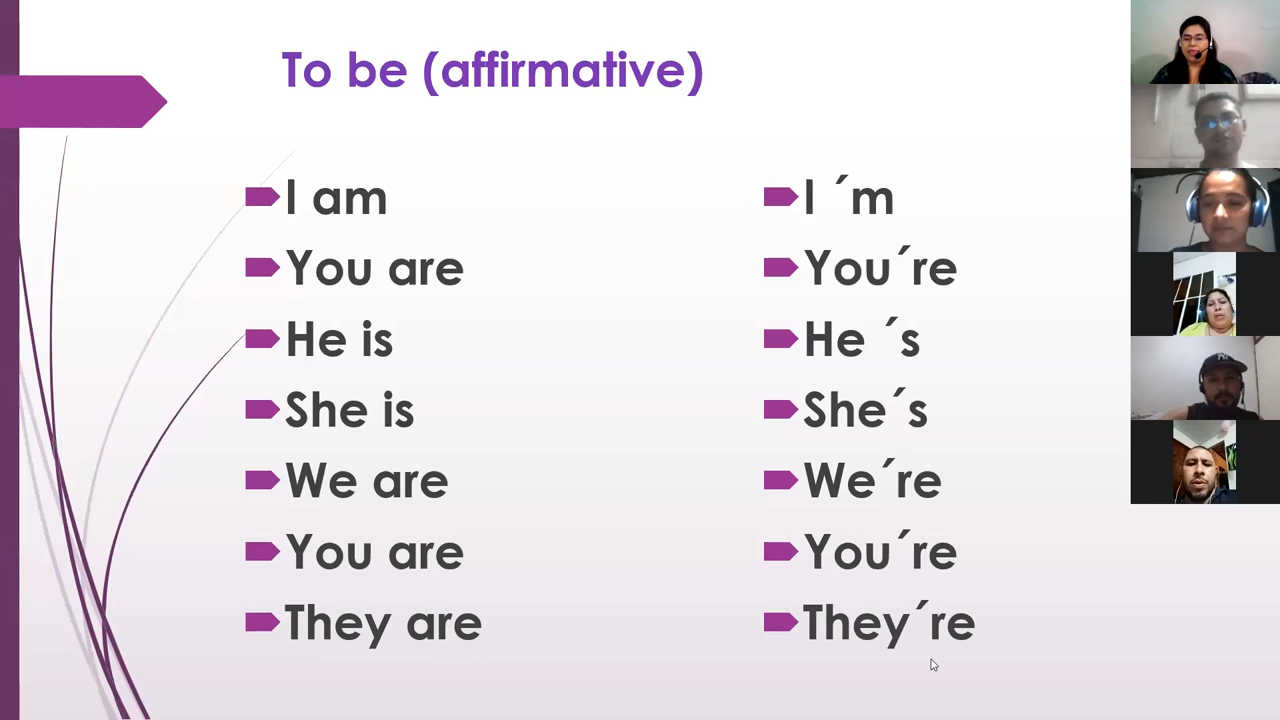 To be (affirmative)
I am
You are
He is
She is
We are
You are
They are
I ´m
You´re
He ´s
She´s
We´re
You´re
They´re